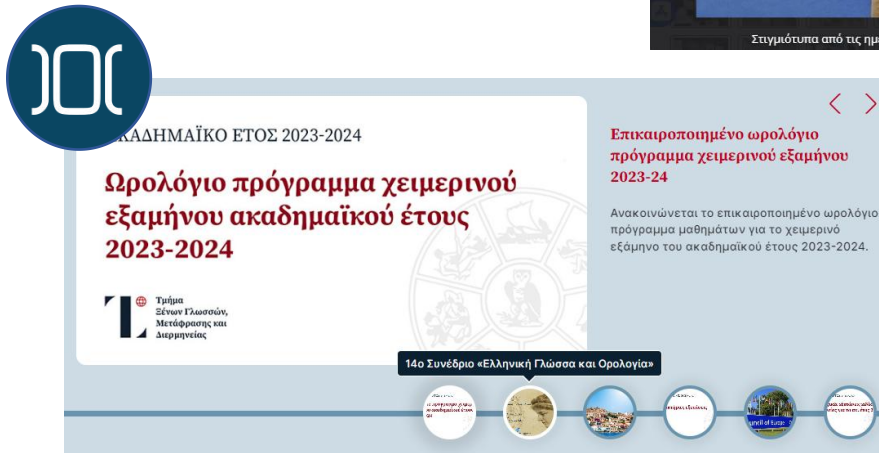 Στιγμιότυπα από τις
ΑΔΗΜΑΪΚΟ ΕΤΟΣ 2023-2024
Ωρολόγιο πρόγραμμα χειμερινού
εξαμήνου ακαδημαϊκού έτους
2023-2024
Τμήμα
Ξένων Γλωσσών,
Μετάφρασης και
Διερμηνείας
Επικαιροποιημένο ωρολόγιο
πρόγραμμα χειμερινού εξαμήνου
2023-24
Ανακοινώνεται το επικαιροποιημένο ωρολόγιο
πρόγραμμα μαθημάτων για το χειμερινό
εξάμηνο του ακαδημαϊκού έτους 2023-2024.
14ο Συνέδριο «Ελληνική Γλώσσα και Ορολογία»